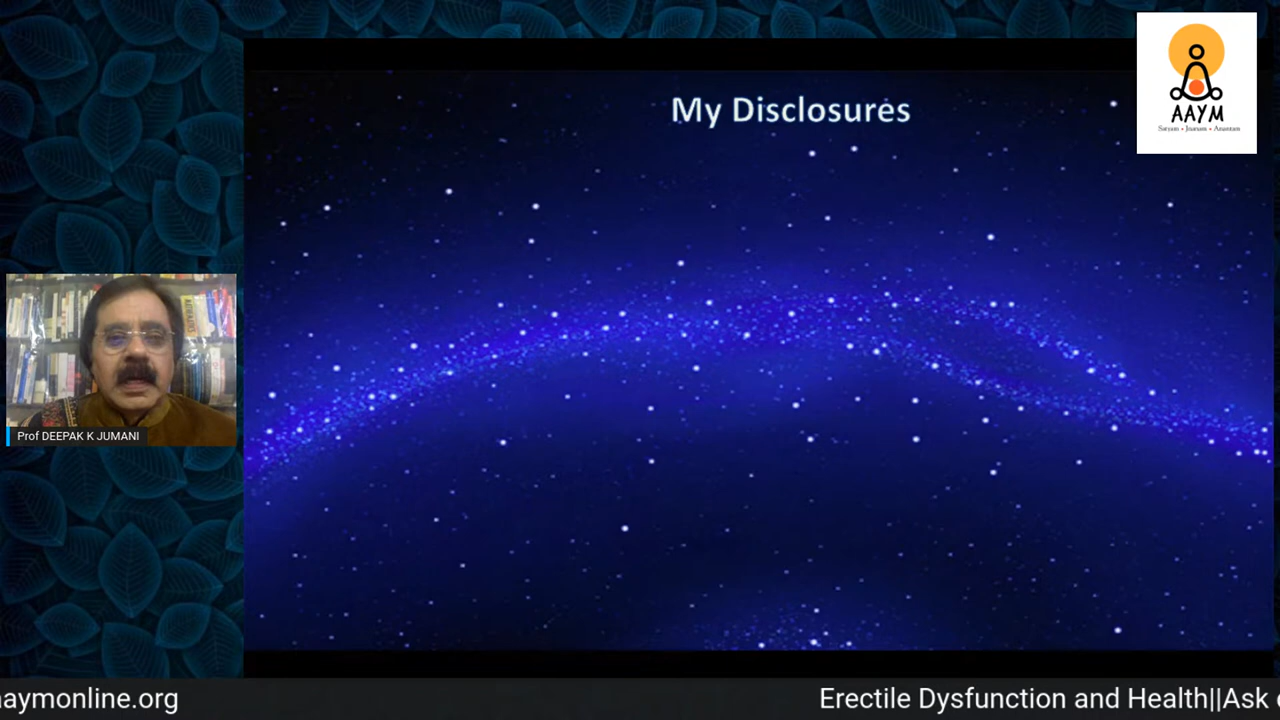 My Disclosures
AAYM
Satyam • Jnanam • Anantam
Prof DEEPAK K JUMANI
aaymonline.org
Erectile Dysfunction and Health||Ask